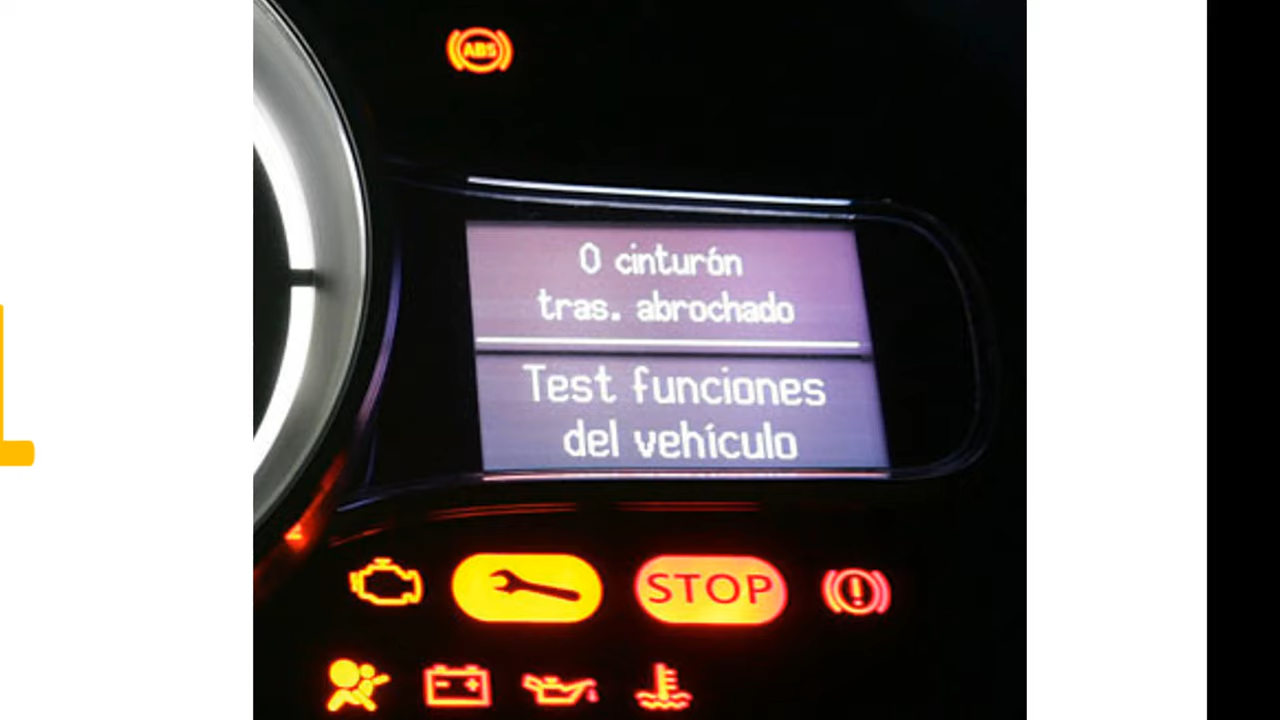 ABS
0 cinturón
tras. abrochado
Test funciones
del vehículo
STOP